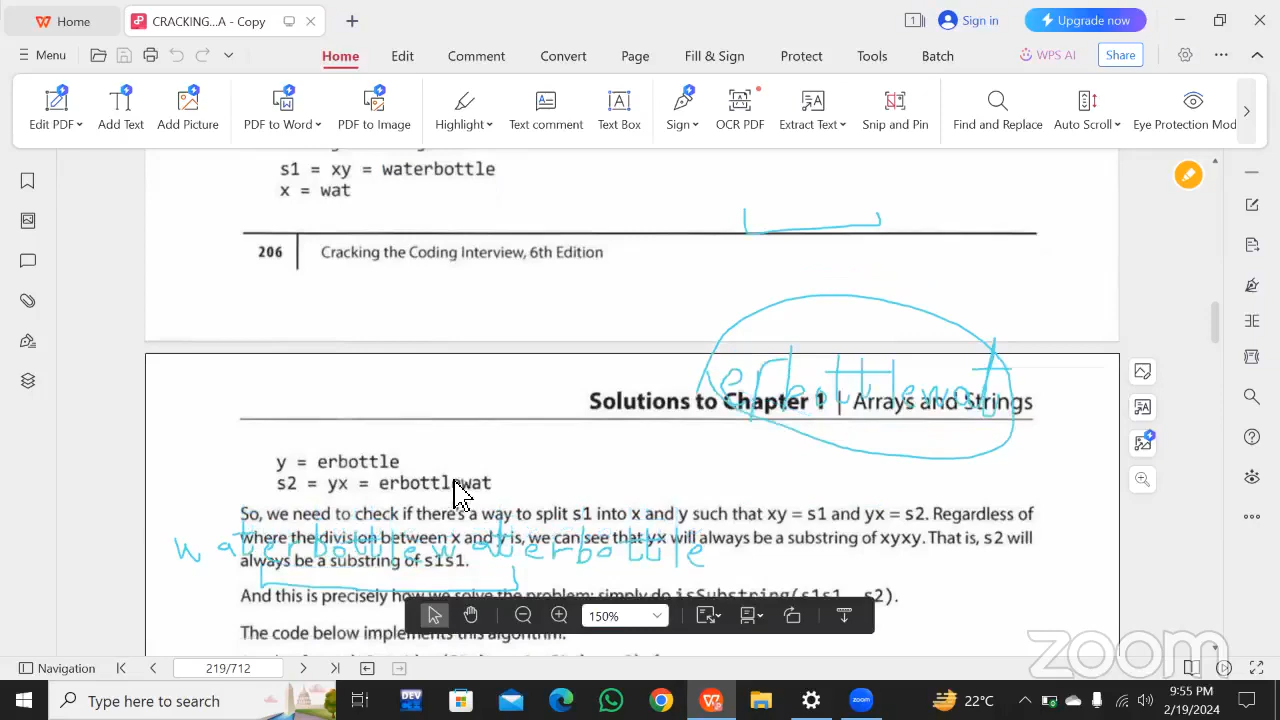 Home
CRACKING...A - Copy
1
Sign in
Upgrade now
Menu
Home
Edit
Comment
Convert
Page
Fill & Sign
Protect
Tools
Batch
WPS AI
Share
Edit PDF
Add Text
Add Picture
PDF to Word
PDF to Image
Highlight
Text comment
Text Box
Sign
OCR PDF
Extract Text
Snip and Pin
Find and Replace
Auto Scroll
Eye Protection Mod
s1 = xy = waterbottle
x = wat
206
Cracking the Coding Interview, 6th Edition
erbottlewat
Solutions to Chapter 1 | Arrays and Strings
y = erbottle
s2 = yx = erbottlewat
So, we need to check if there's a way to split s1 into x and y such that xy = s1 and yx = s2. Regardless of
where the division between x and y is, we can see that yx will always be a substring of xyxy. That is, s2 will
waterbottlewaterbottle
always be a substring of s1s1.
And this is precisely how we solve the problem: simply do isSubstring(s1s1, s2).
The code below implements this algorithm.
150%
Navigation
219/712
zoom
Type here to search
DEV
zoom
22°C
9:55 PM
2/19/2024